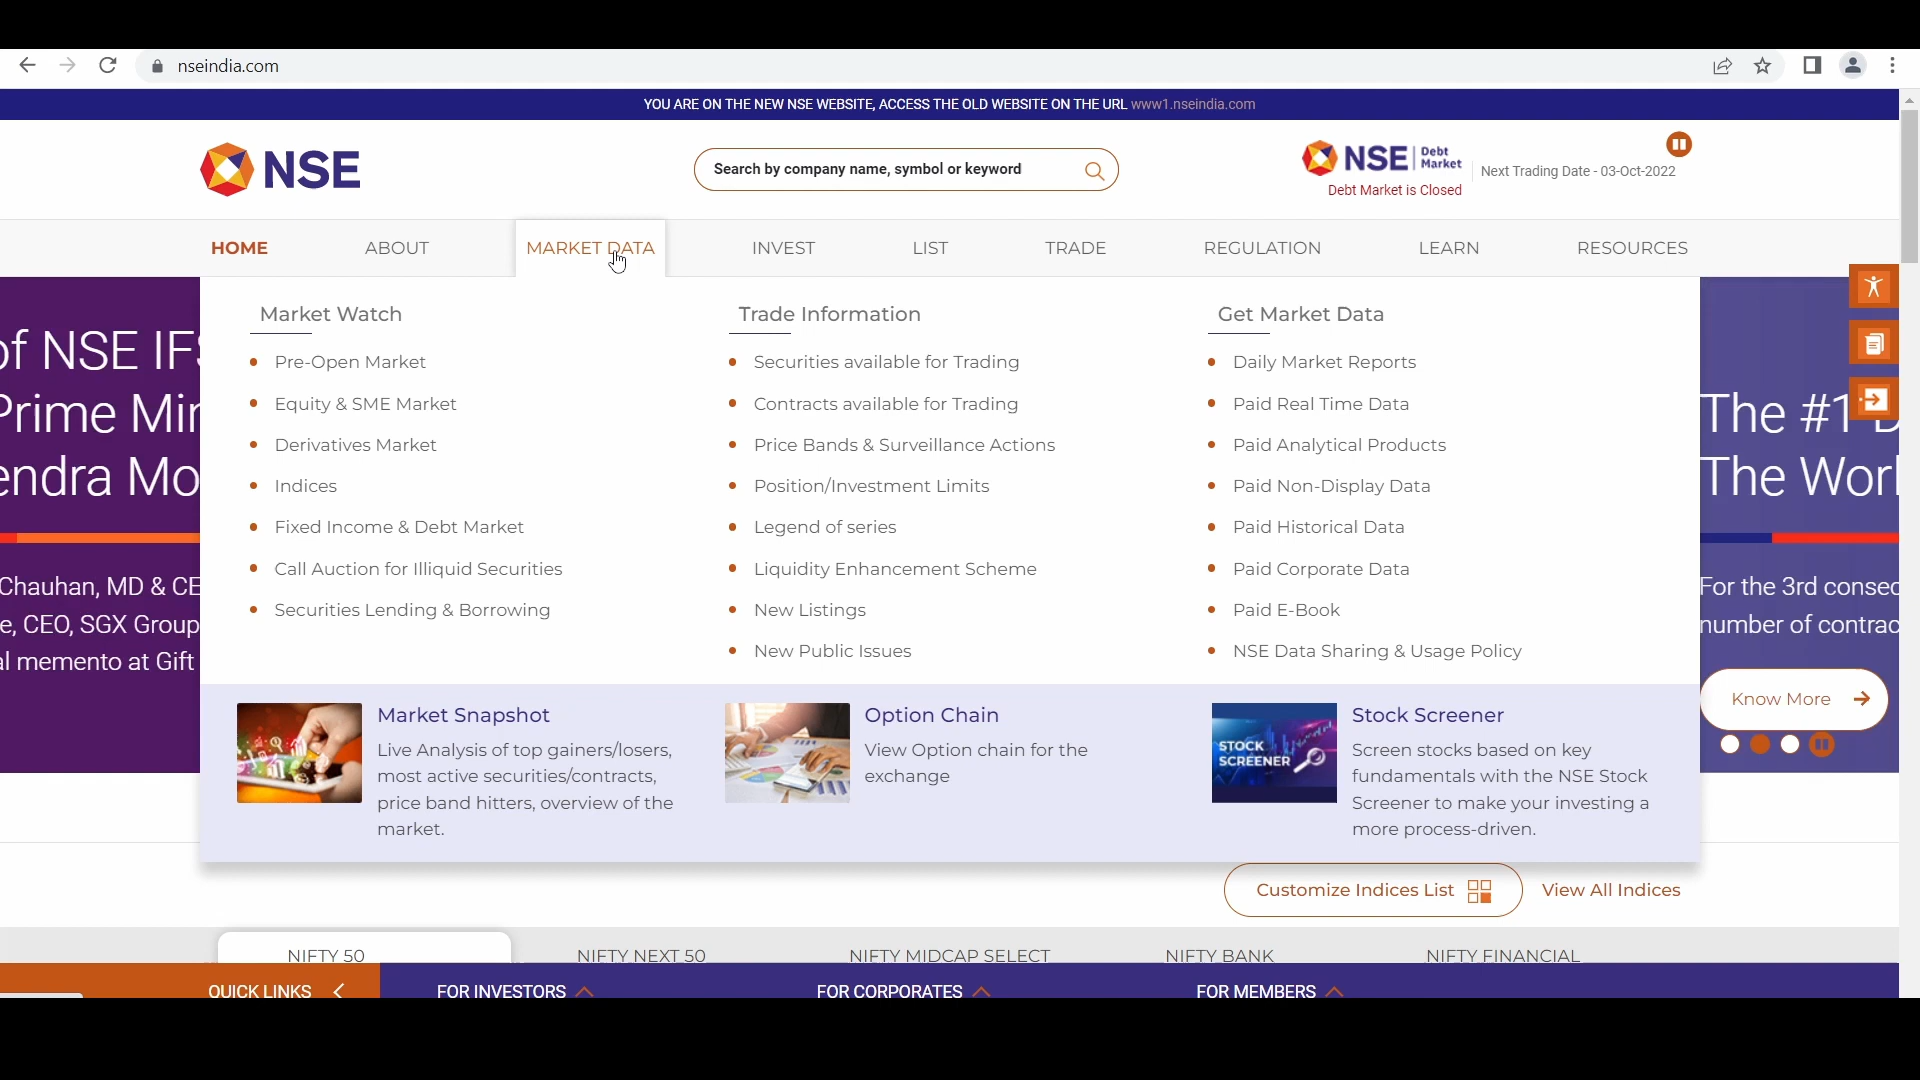 nseindia.com
YOU ARE ON THE NEW NSE WEBSITE, ACCESS THE OLD WEBSITE ON THE URL www1.nseindia.com
NSE
Search by company name, symbol or keyword
NSE Debt Market
Debt Market is Closed
Next Trading Date - 03-Oct-2022
HOME ABOUT MARKET DATA INVEST LIST TRADE REGULATION LEARN RESOURCES
Market Watch
Pre-Open Market
Equity & SME Market
Derivatives Market
Indices
Fixed Income & Debt Market
Call Auction for Illiquid Securities
Securities Lending & Borrowing
Trade Information
Securities available for Trading
Contracts available for Trading
Price Bands & Surveillance Actions
Position/Investment Limits
Legend of series
Liquidity Enhancement Scheme
New Listings
New Public Issues
Get Market Data
Daily Market Reports
Paid Real Time Data
Paid Analytical Products
Paid Non-Display Data
Paid Historical Data
Paid Corporate Data
Paid E-Book
NSE Data Sharing & Usage Policy
of NSE IFS
Prime Min
endra Mo
Chauhan, MD & CE
e, CEO, SGX Group
al memento at Gift
The #1 D
The Worl
For the 3rd consec
number of contrac
Know More
Market Snapshot
Live Analysis of top gainers/losers,
most active securities/contracts,
price band hitters, overview of the
market.
Option Chain
View Option chain for the
exchange
STOCK
SCREENER
Stock Screener
Screen stocks based on key
fundamentals with the NSE Stock
Screener to make your investing a
more process-driven.
Customize Indices List
View All Indices
NIFTY 50 NIFTY NEXT 50 NIFTY MIDCAP SELECT NIFTY BANK NIFTY FINANCIAL
QUICK LINKS FOR INVESTORS FOR CORPORATES FOR MEMBERS